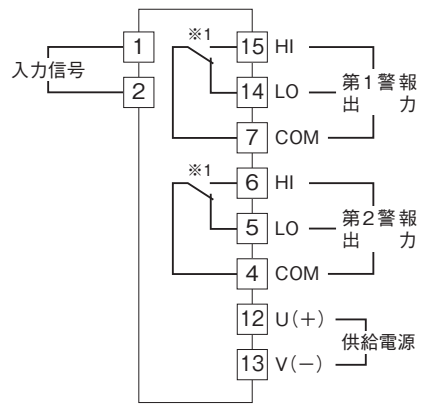 入力信号
1
2
※1
15 HI
14 LO
7 COM
第1警報
出力
※1
6 HI
5 LO
4 COM
第2警報
出力
12 U(+)
13 V(−)
供給電源